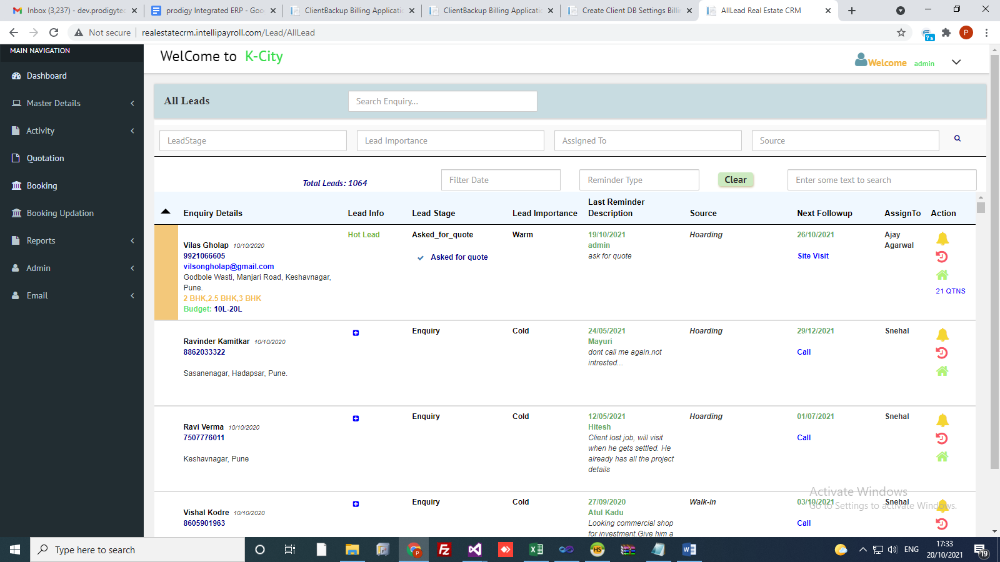 Inbox (3,237) - dev.prodigytec
prodigy Integrated ERP - Goo
ClientBackup Billing Applicatio
ClientBackup Billing Applicatio
Create Client DB Settings Billin
AllLead Real Estate CRM
Not secure
realestatecrm.intellipayroll.com/Lead/AllLead
P
MAIN NAVIGATION
Dashboard
Master Details
Activity
Quotation
Booking
Booking Updation
Reports
Admin
Email
WelCome to K-City
Welcome admin
All Leads
Search Enquiry...
LeadStage
Lead Importance
Assigned To
Source
Total Leads: 1064
Filter Date
Reminder Type
Clear
Enter some text to search
Enquiry Details
Lead Info
Lead Stage
Lead Importance
Last Reminder
Description
Source
Next Followup
AssignTo
Action
Vilas Gholap 10/10/2020
9921066605
vilsongholap@gmail.com
Godbole Wasti, Manjari Road, Keshavnagar,
Pune.
2 BHK,2.5 BHK,3 BHK
Budget: 10L-20L
Hot Lead
Asked_for_quote
Asked for quote
Warm
19/10/2021
admin
ask for quote
Hoarding
26/10/2021
Site Visit
Ajay
Agarwal
21 QTNS
Ravinder Kamitkar 10/10/2020
8862033322
Sasanenagar, Hadapsar, Pune.
Enquiry
Cold
24/05/2021
Mayuri
dont call me again.not
intrested...
Hoarding
29/12/2021
Call
Snehal
Ravi Verma 10/10/2020
7507776011
Keshavnagar, Pune
Enquiry
Cold
12/05/2021
Hitesh
Client lost job, will visit
when he gets settled. He
already has all the project
details
Hoarding
01/07/2021
Call
Snehal
Vishal Kodre 10/10/2020
8605901963
Enquiry
Cold
27/09/2020
Atul Kadu
Looking commercial shop
for investment.Give him a
Walk-in
03/10/2021
Call
Snehal
Activate Windows
Go to Settings to activate Windows.
Type here to search
P
HS
ENG
17:33
20/10/2021
19